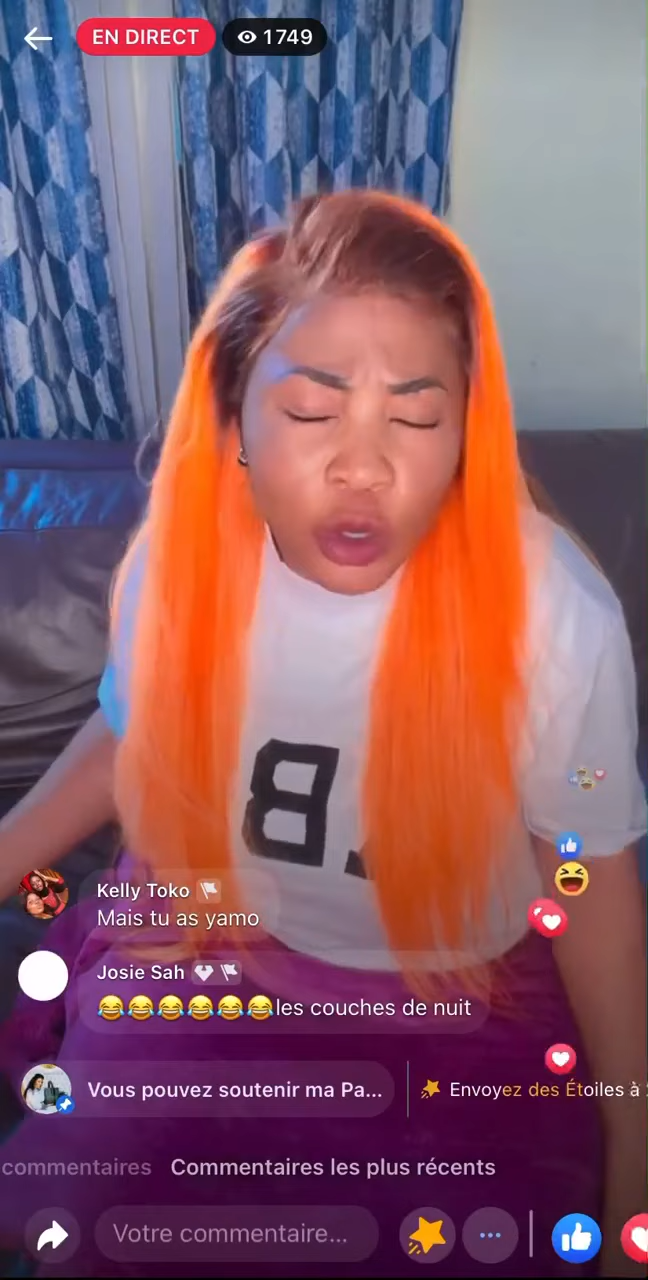 EN DIRECT 1749
B.
Kelly Toko
Mais tu as yamo
Josie Sah
😂😂😂😂😂😂les couches de nuit
Vous pouvez soutenir ma Pa... Envoyez des Étoiles à
commentaires Commentaires les plus récents
Votre commentaire...